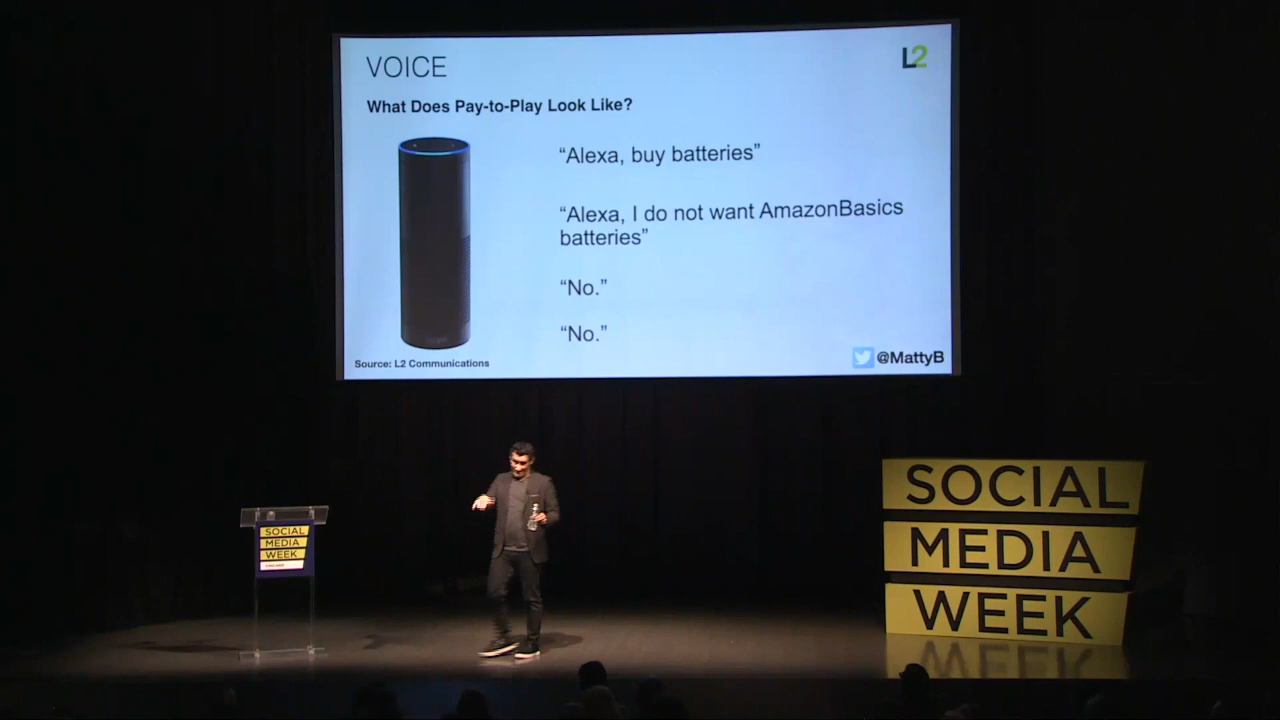 VOICE
L2
What Does Pay-to-Play Look Like?
“Alexa, buy batteries”
“Alexa, I do not want AmazonBasics
batteries”
“No.”
“No.”
Source: L2 Communications
@MattyB
SOCIAL
MEDIA
WEEK
SOCIAL
MEDIA
WEEK